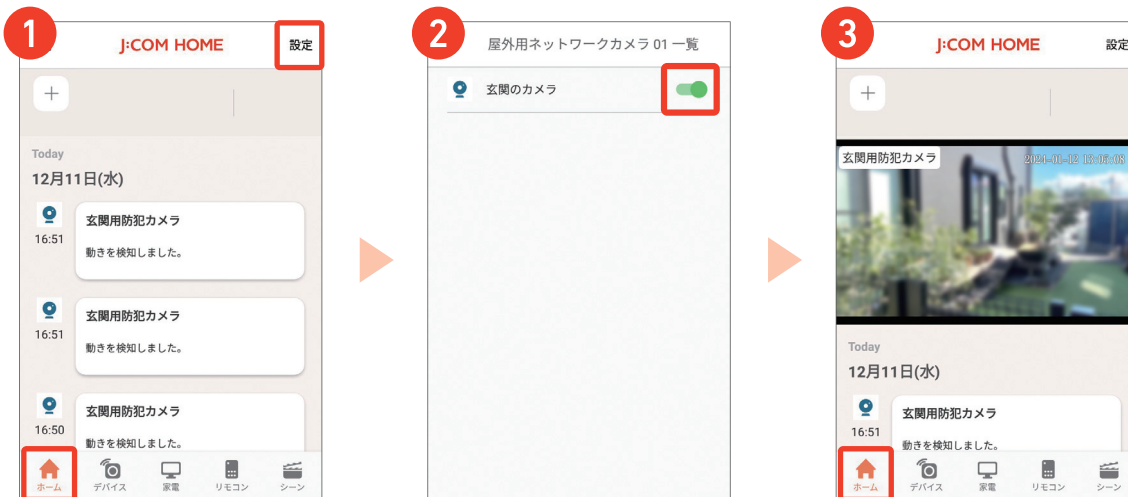 1
J:COM HOME
設定
Today
12月11日(水)
玄関用防犯カメラ
16:51
動きを検知しました。
玄関用防犯カメラ
16:51
動きを検知しました。
玄関用防犯カメラ
16:50
動きを検知しました。
ホーム
デバイス
家電
リモコン
シーン
2
屋外用ネットワークカメラ 01 一覧
玄関のカメラ
3
J:COM HOME
設定
玄関用防犯カメラ
2024-01-12 13:05:08
Today
12月11日(水)
玄関用防犯カメラ
16:51
動きを検知しました。
ホーム
デバイス
家電
リモコン
シーン